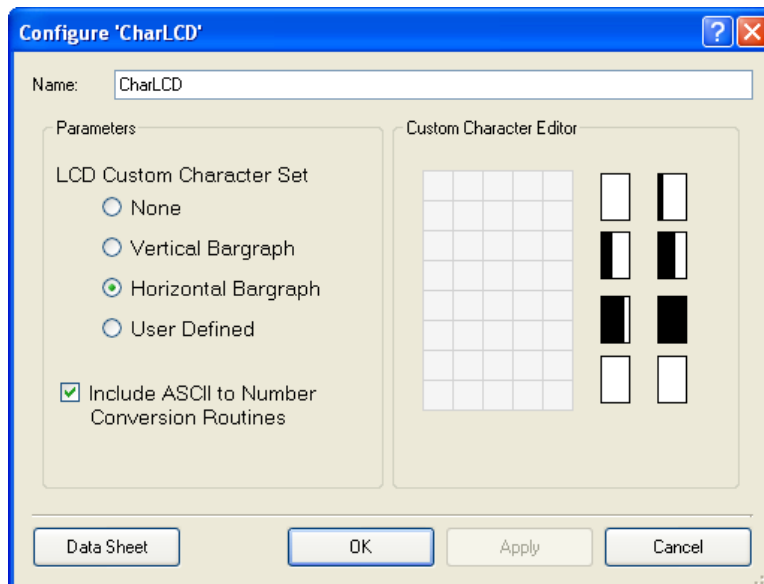 Configure 'CharLCD'
Name: CharLCD
Parameters
LCD Custom Character Set
None
Vertical Bargraph
Horizontal Bargraph
User Defined
Include ASCII to Number
Conversion Routines
Custom Character Editor
Data Sheet OK Apply Cancel